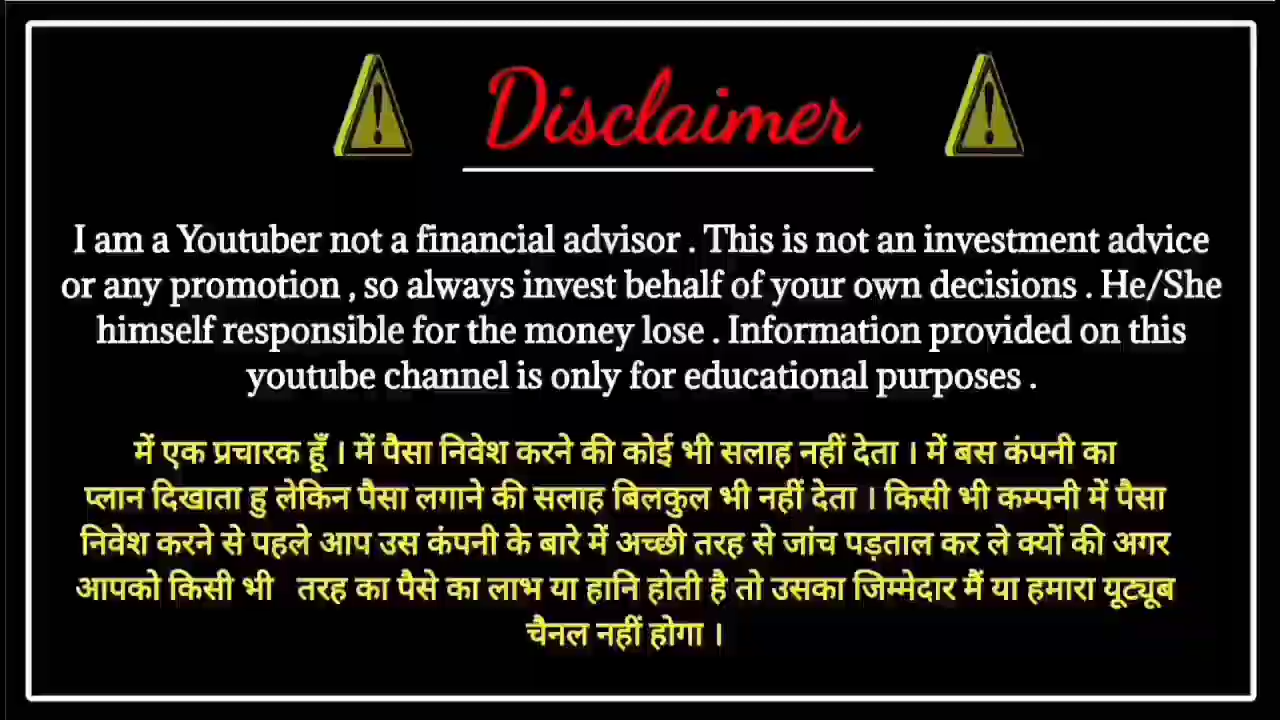 Disclaimer
I am a Youtuber not a financial advisor . This is not an investment advice
or any promotion , so always invest behalf of your own decisions . He/She
himself responsible for the money lose . Information provided on this
youtube channel is only for educational purposes .
में एक प्रचारक हूँ । में पैसा निवेश करने की कोई भी सलाह नहीं देता । में बस कंपनी का
प्लान दिखाता हु लेकिन पैसा लगाने की सलाह बिलकुल भी नहीं देता । किसी भी कम्पनी में पैसा
निवेश करने से पहले आप उस कंपनी के बारे में अच्छी तरह से जांच पड़ताल कर ले क्यों की अगर
आपको किसी भी तरह का पैसे का लाभ या हानि होती है तो उसका जिम्मेदार मैं या हमारा यूट्यूब
चैनल नहीं होगा ।